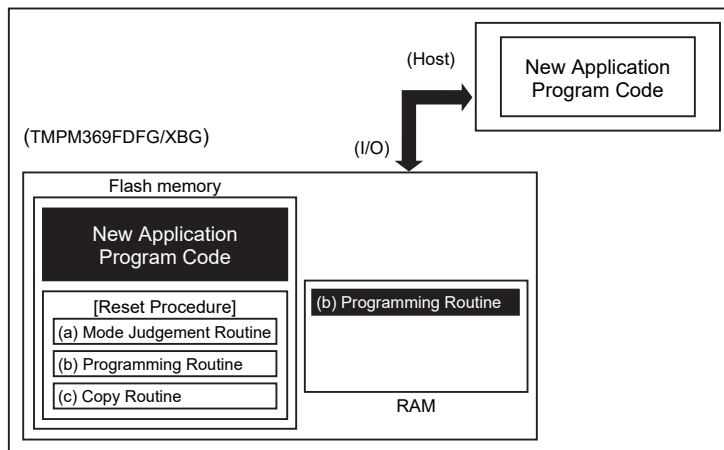 (Host)
New Application
Program Code
(TMPM369FDFG/XBG)
(I/O)
Flash memory
New Application
Program Code
[Reset Procedure]
(a) Mode Judgement Routine
(b) Programming Routine
(c) Copy Routine
(b) Programming Routine
RAM